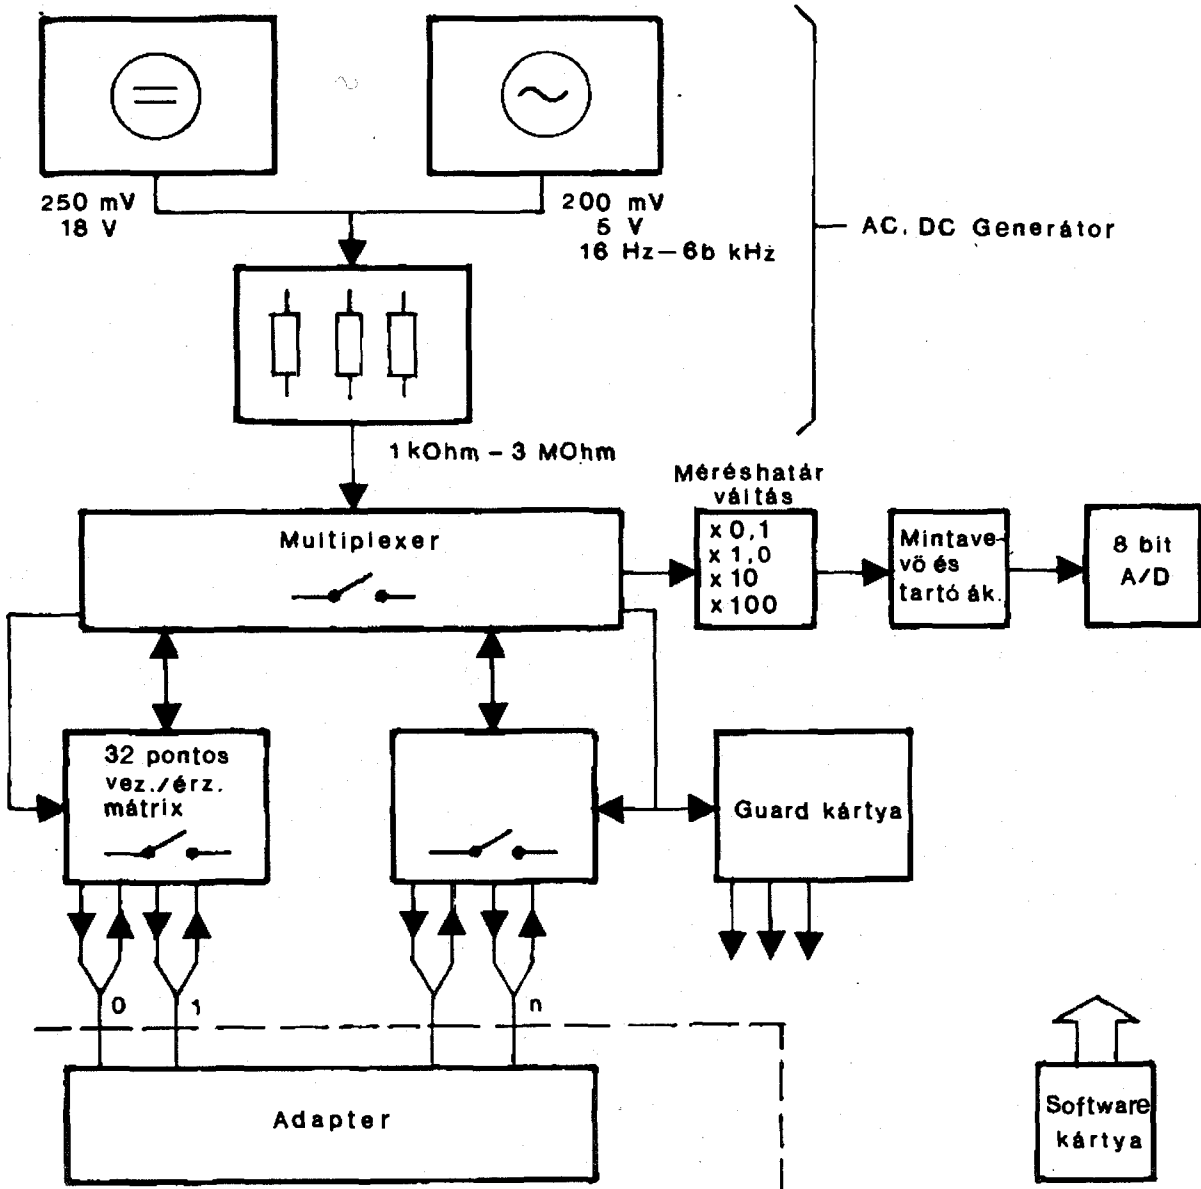 250 mV
18 V
200 mV
5 V
16 Hz–6b kHz
AC, DC Generátor
1 kOhm – 3 MOhm
Méréshatár
váltás
x 0,1
x 1,0
x 10
x 100
Multiplexer
Mintave-
vö és
tartó ák.
8 bit
A/D
32 pontos
vez./érz.
mátrix
Guard kártya
0
1
n
Adapter
Software
kártya